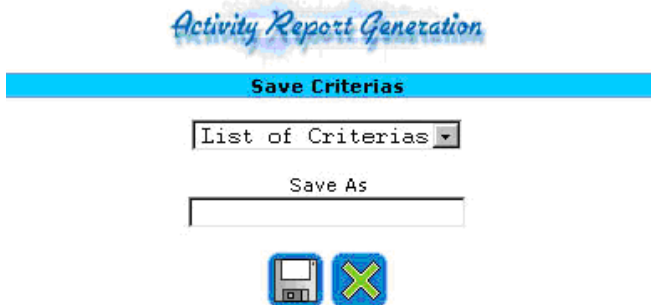 Activity Report Generation
Save Criterias
List of Criterias
Save As